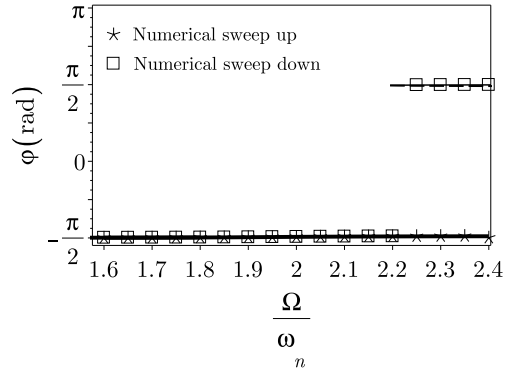 π
Numerical sweep up
Numerical sweep down
π
2
φ(rad)
0
- π
2
1.6 1.7 1.8 1.9 2 2.1 2.2 2.3 2.4
Ω
ω n